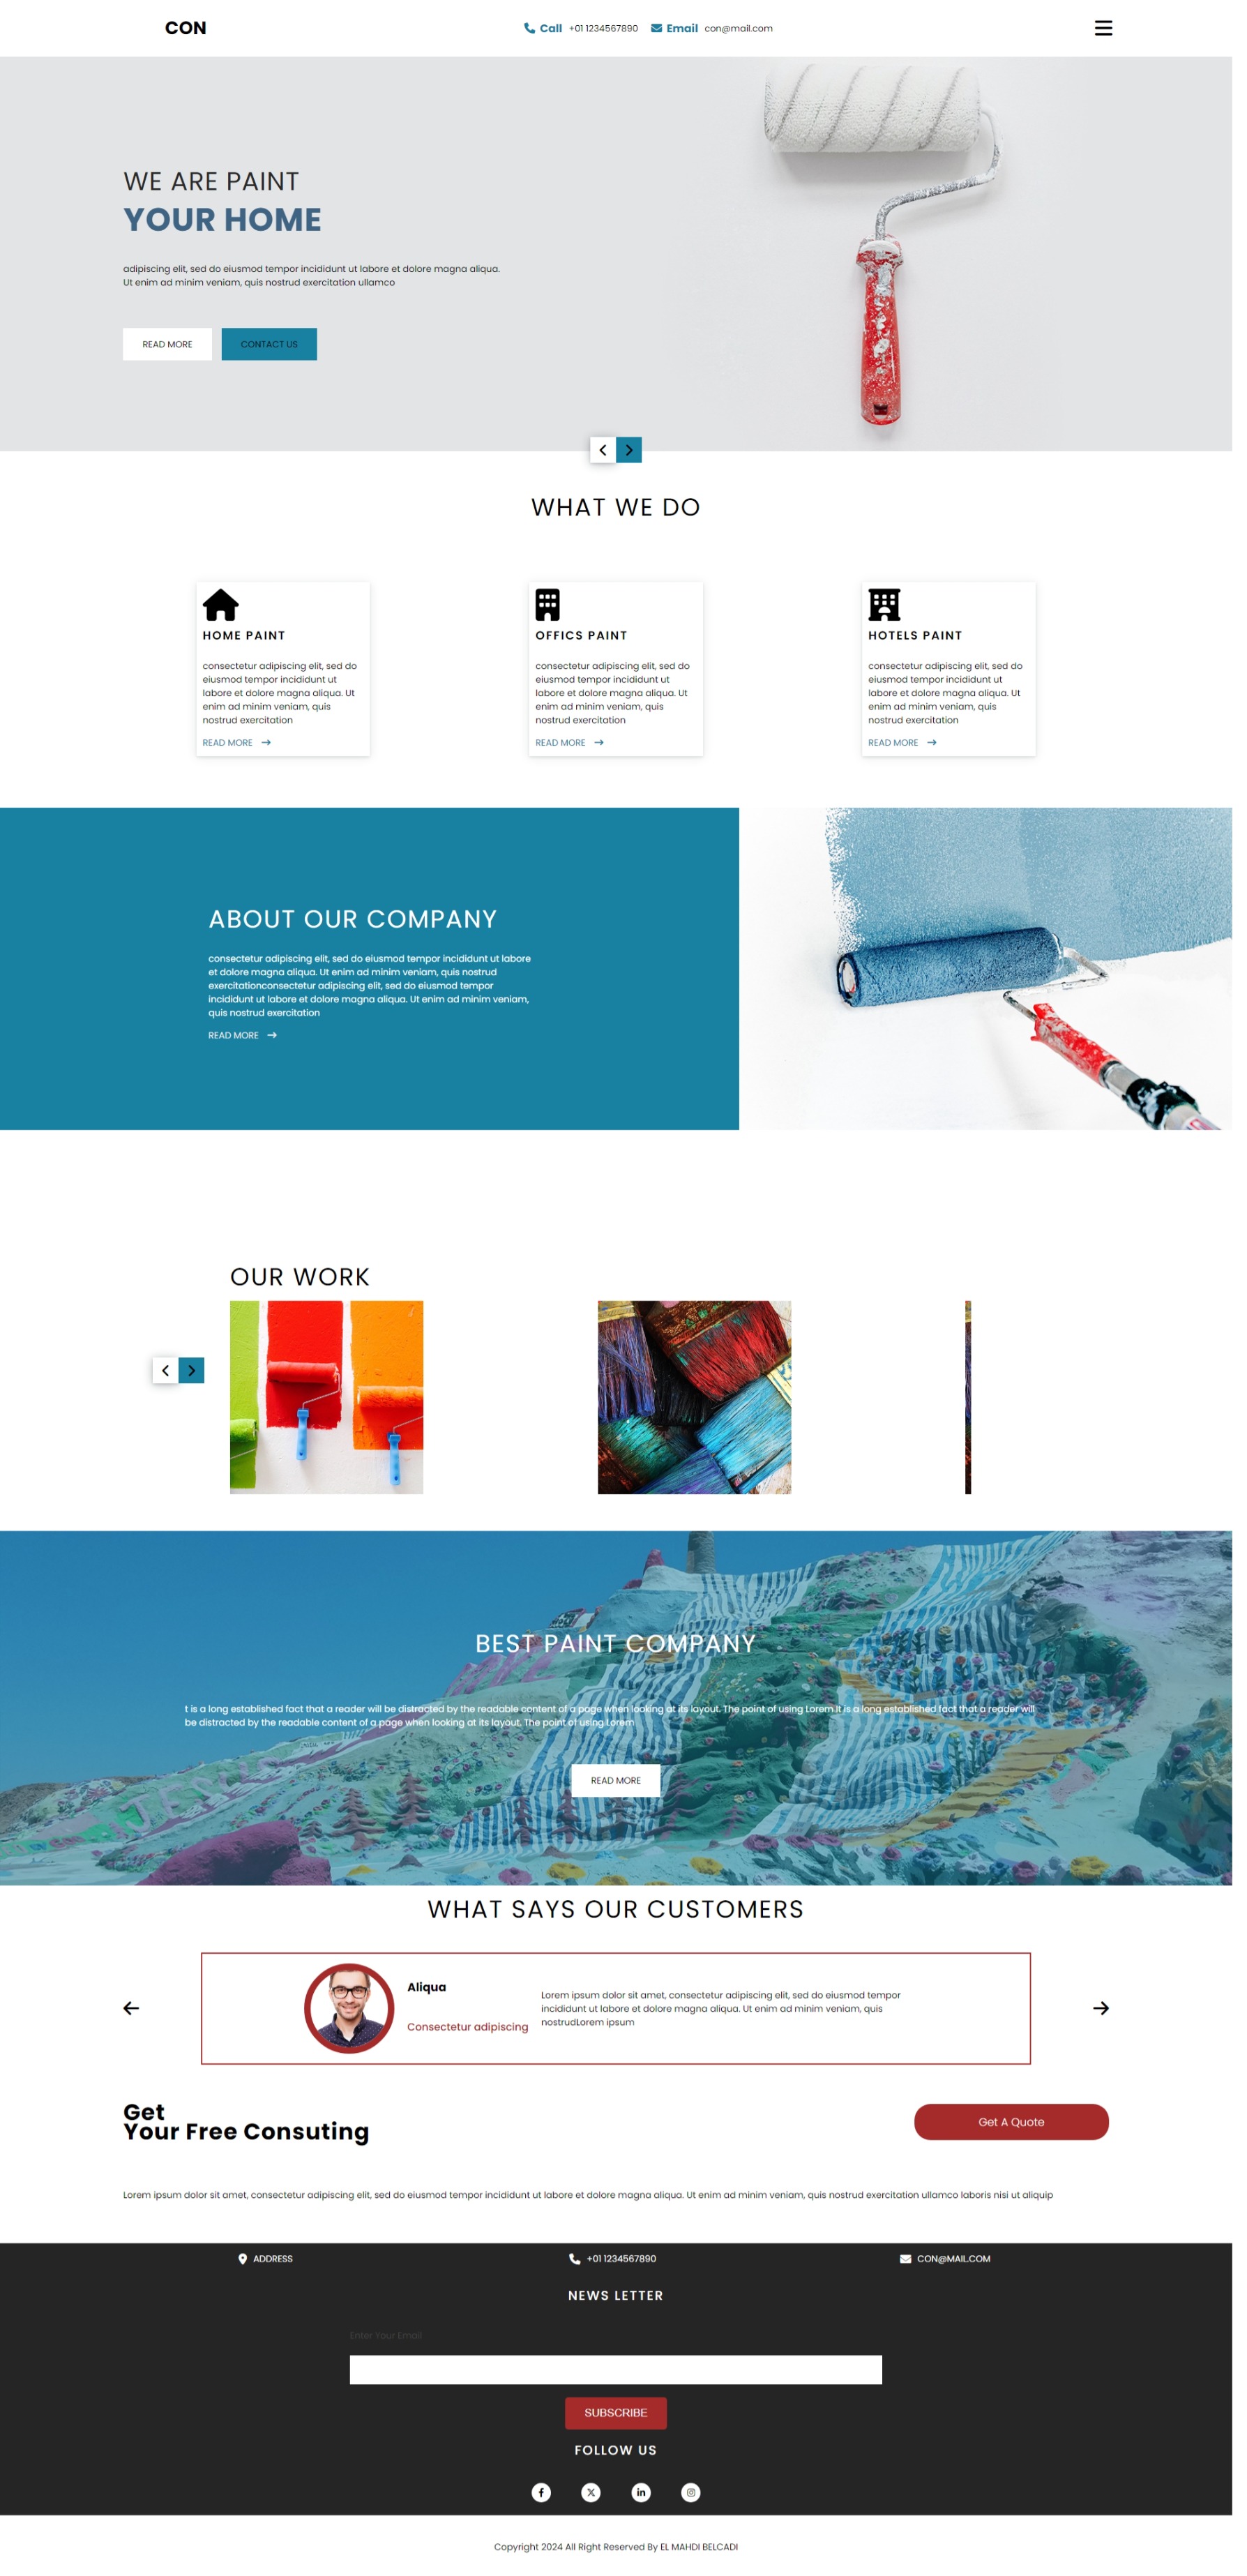 CON
Call +01 1234567890 Email con@mail.com
WE ARE PAINT
YOUR HOME
adipiscing elit, sed do eiusmod tempor incididunt ut labore et dolore magna aliqua.
Ut enim ad minim veniam, quis nostrud exercitation ullamco
READ MORE
CONTACT US
WHAT WE DO
HOME PAINT
consectetur adipiscing elit, sed do
eiusmod tempor incididunt ut
labore et dolore magna aliqua. Ut
enim ad minim veniam, quis
nostrud exercitation
READ MORE
OFFICS PAINT
consectetur adipiscing elit, sed do
eiusmod tempor incididunt ut
labore et dolore magna aliqua. Ut
enim ad minim veniam, quis
nostrud exercitation
READ MORE
HOTELS PAINT
consectetur adipiscing elit, sed do
eiusmod tempor incididunt ut
labore et dolore magna aliqua. Ut
enim ad minim veniam, quis
nostrud exercitation
READ MORE
ABOUT OUR COMPANY
consectetur adipiscing elit, sed do eiusmod tempor incididunt ut labore
et dolore magna aliqua. Ut enim ad minim veniam, quis nostrud
exercitationconsectetur adipiscing elit, sed do eiusmod tempor
incididunt ut labore et dolore magna aliqua. Ut enim ad minim veniam,
quis nostrud exercitation
READ MORE
OUR WORK
BEST PAINT COMPANY
t is a long established fact that a reader will be distracted by the readable content of a page when looking at its layout. The point of using Lorem It is a long established fact that a reader will
be distracted by the readable content of a page when looking at its layout. The point of using Lorem
READ MORE
WHAT SAYS OUR CUSTOMERS
Aliqua
Consectetur adipiscing
Lorem ipsum dolor sit amet, consectetur adipiscing elit, sed do eiusmod tempor
incididunt ut labore et dolore magna aliqua. Ut enim ad minim veniam, quis
nostrudLorem ipsum
Get
Your Free Consuting
Get A Quote
Lorem ipsum dolor sit amet, consectetur adipiscing elit, sed do eiusmod tempor incididunt ut labore et dolore magna aliqua. Ut enim ad minim veniam, quis nostrud exercitation ullamco laboris nisi ut aliquip
ADDRESS
+01 1234567890
CON@MAIL.COM
NEWS LETTER
Enter Your Email
SUBSCRIBE
FOLLOW US
Copyright 2024 All Right Reserved By EL MAHDI BELCADI